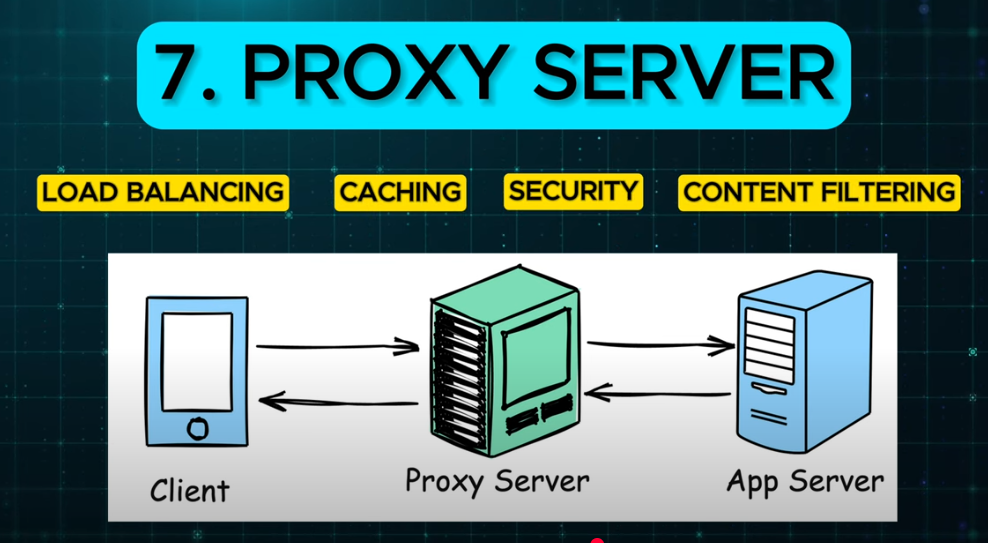 7. PROXY SERVER
LOAD BALANCING CACHING SECURITY CONTENT FILTERING
Client Proxy Server App Server